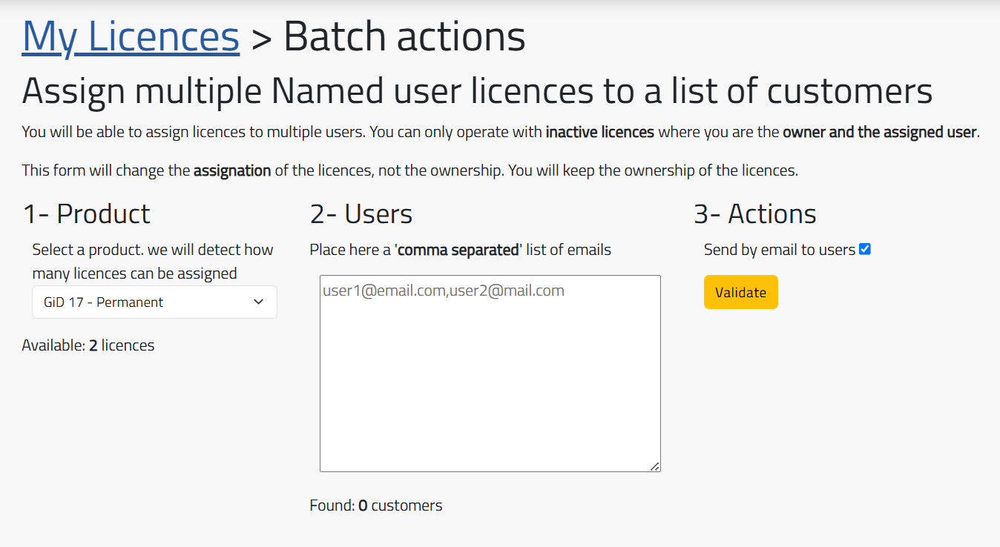 My Licences > Batch actions
Assign multiple Named user licences to a list of customers
You will be able to assign licences to multiple users. You can only operate with inactive licences where you are the owner and the assigned user.
This form will change the assignation of the licences, not the ownership. You will keep the ownership of the licences.
1- Product
Select a product. we will detect how
many licences can be assigned
GiD 17 - Permanent
Available: 2 licences
2- Users
Place here a 'comma separated' list of emails
user1@email.com,user2@mail.com
Found: 0 customers
3- Actions
Send by email to users
Validate